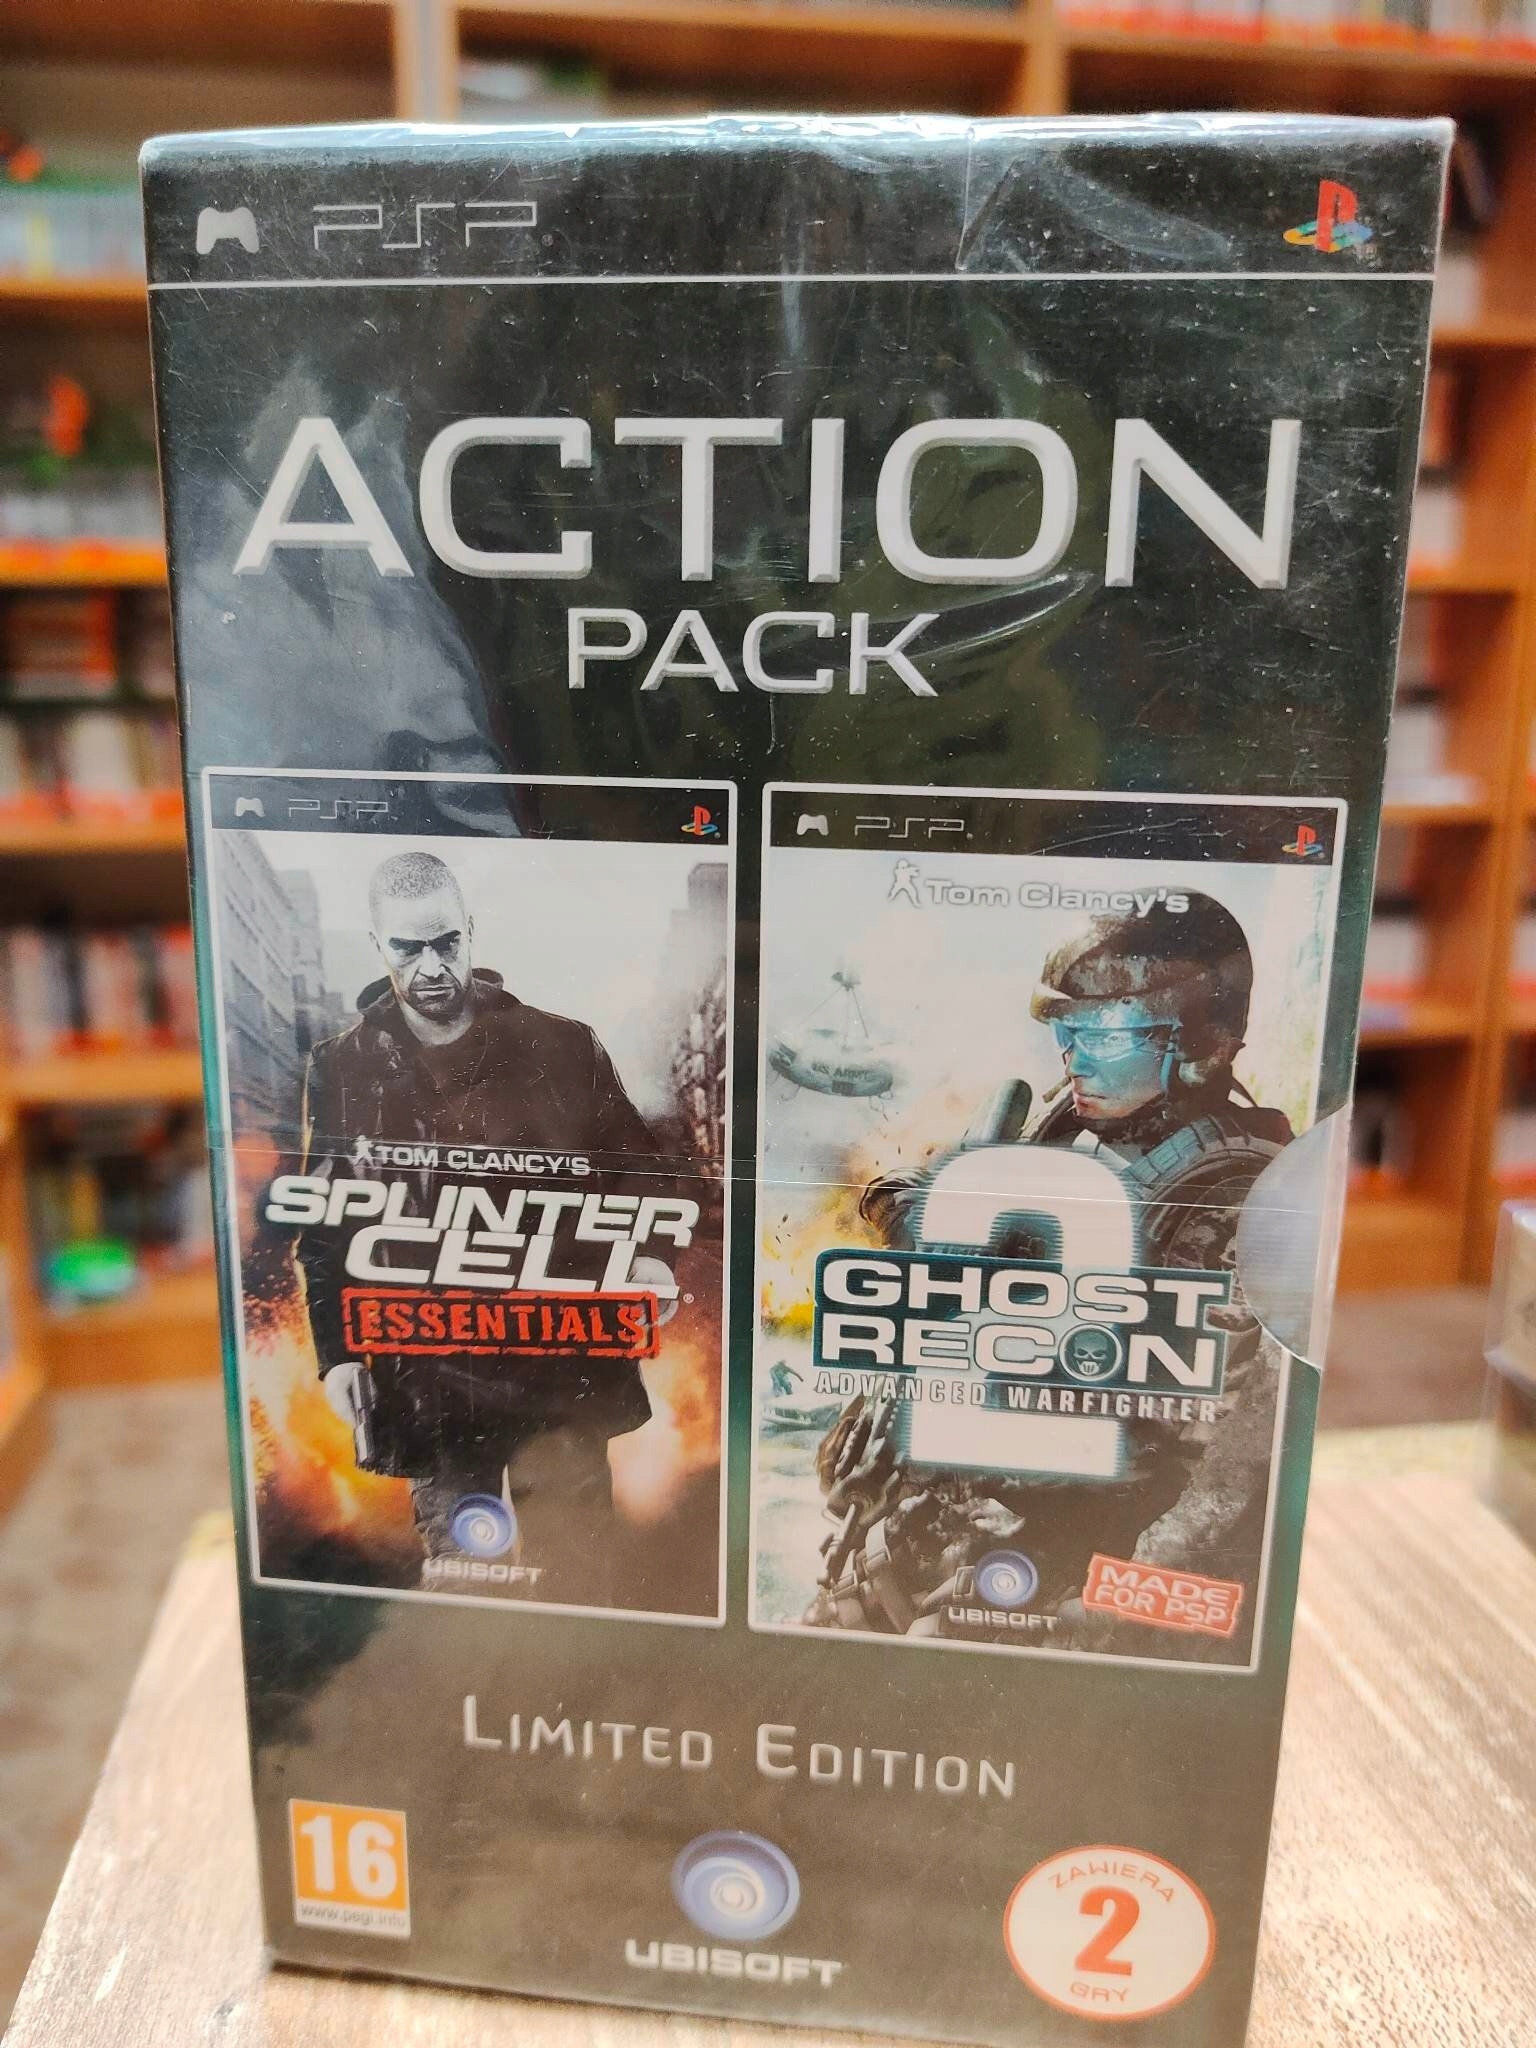 PSP
ACTION
PACK
PSP
TOM CLANCY'S
SPLINTER
CELL
ESSENTIALS
UBISOFT
PSP
Tom Clancy's
U.S. ARMY
2
GHOST
RECON
ADVANCED WARFIGHTER
UBISOFT
MADE
FOR PSP
LIMITED EDITION
16
www.pegi.info
UBISOFT
ZAWIERA
2
GRY